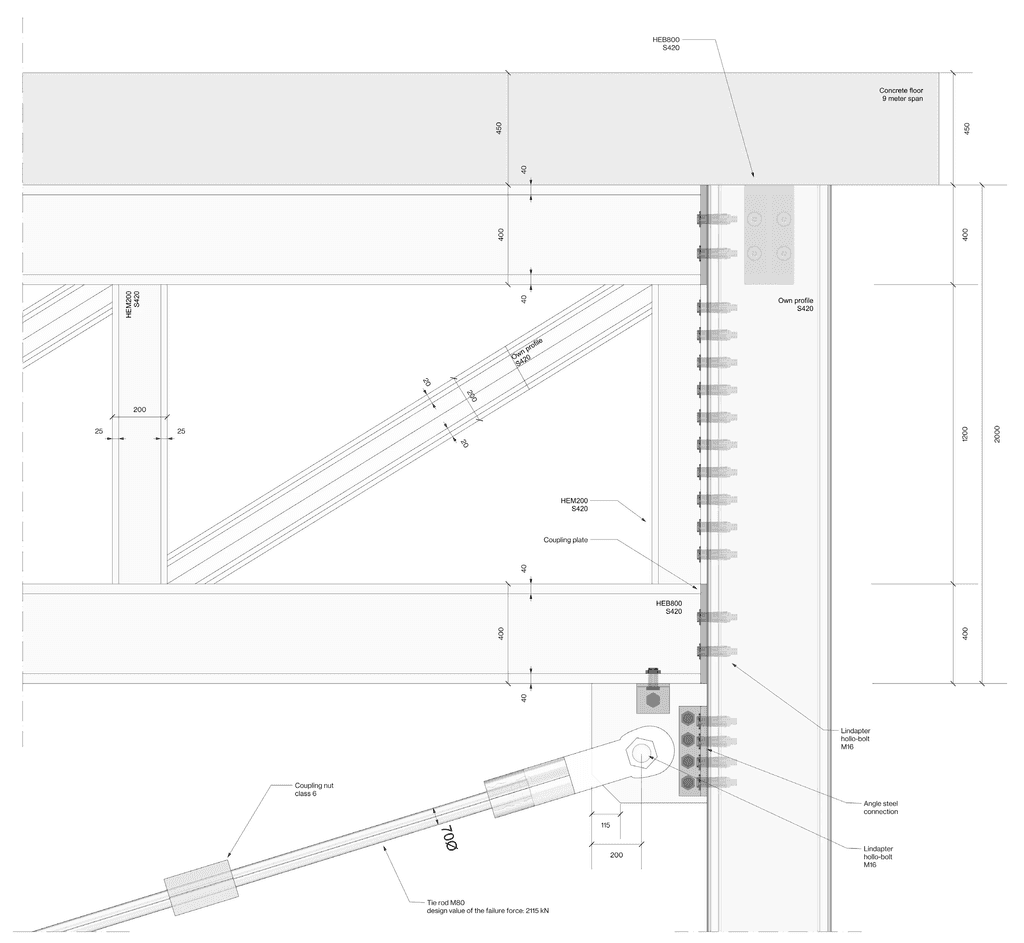 HEB800
S420
Concrete floor
9 meter span
450
450
40
400
400
40
HEM200
S420
Own profile
S420
Own profile
S420
20
200
20
200
25
25
1200
2000
HEM200
S420
Coupling plate
40
HEB800
S420
400
400
40
Lindapter
hollo-bolt
M16
Coupling nut
class 6
Angle steel
connection
70Ø
115
200
Lindapter
hollo-bolt
M16
Tie rod M80
design value of the failure force: 2115 kN